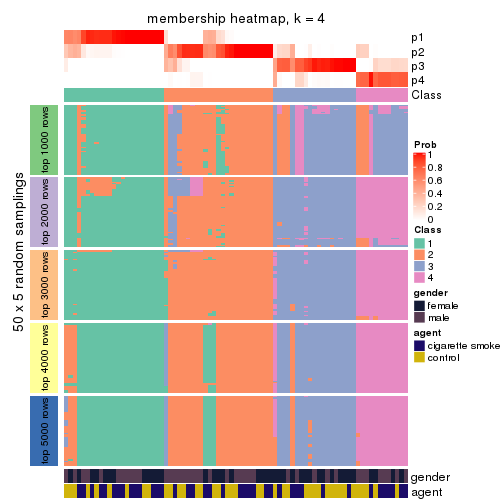 membership heatmap, k = 4
p1
p2
p3
p4
Class
50 x 5 random samplings
top 1000 rows
top 2000 rows
top 3000 rows
top 4000 rows
top 5000 rows
gender
agent
Prob
1
0.8
0.6
0.4
0.2
0
Class
1
2
3
4
gender
female
male
agent
cigarette smoke
control